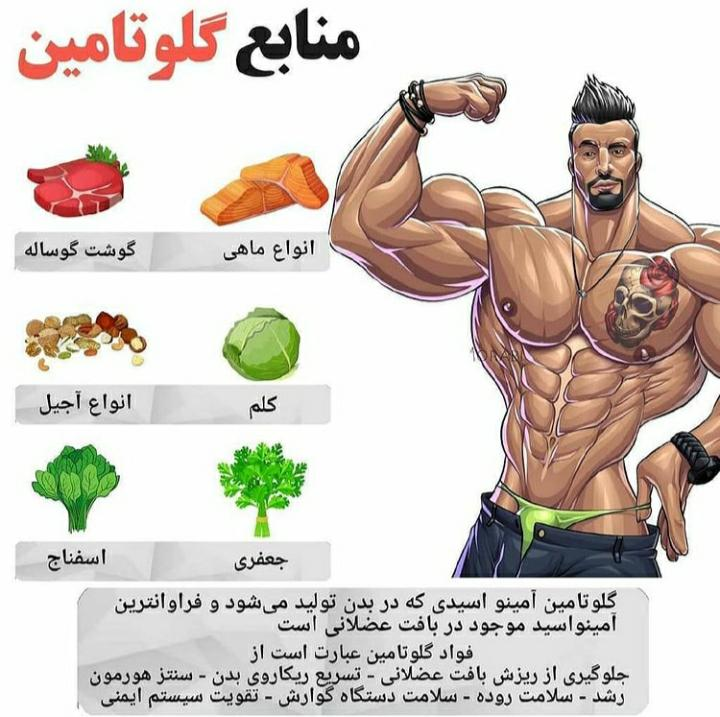 منابع گلوتامین
انواع ماهی
گوشت گوساله
کلم
انواع آجیل
جعفری
اسفناج
گلوتامین آمینو اسیدی که در بدن تولید می‌شود و فراوانترین
آمینواسید موجود در بافت عضلانی است
فواد گلوتامین عبارت است از
جلوگیری از ریزش بافت عضلانی - تسریع ریکاروی بدن - سنتز هورمون
رشد - سلامت روده - سلامت دستگاه گوارش - تقویت سیستم ایمنی